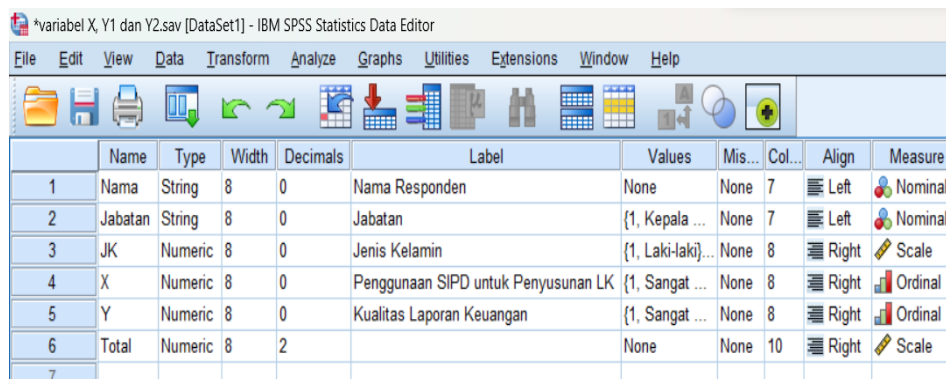 *variabel X, Y1 dan Y2.sav [DataSet1] - IBM SPSS Statistics Data Editor
File Edit View Data Transform Analyze Graphs Utilities Extensions Window Help
Name Type Width Decimals Label Values Mis... Col... Align Measure
1 Nama String 8 0 Nama Responden None None 7 Left Nominal
2 Jabatan String 8 0 Jabatan {1, Kepala ... None 7 Left Nominal
3 JK Numeric 8 0 Jenis Kelamin {1, Laki-laki}... None 8 Right Scale
4 X Numeric 8 0 Penggunaan SIPD untuk Penyusunan LK {1, Sangat ... None 8 Right Ordinal
5 Y Numeric 8 0 Kualitas Laporan Keuangan {1, Sangat ... None 8 Right Ordinal
6 Total Numeric 8 2 None None 10 Right Scale
7